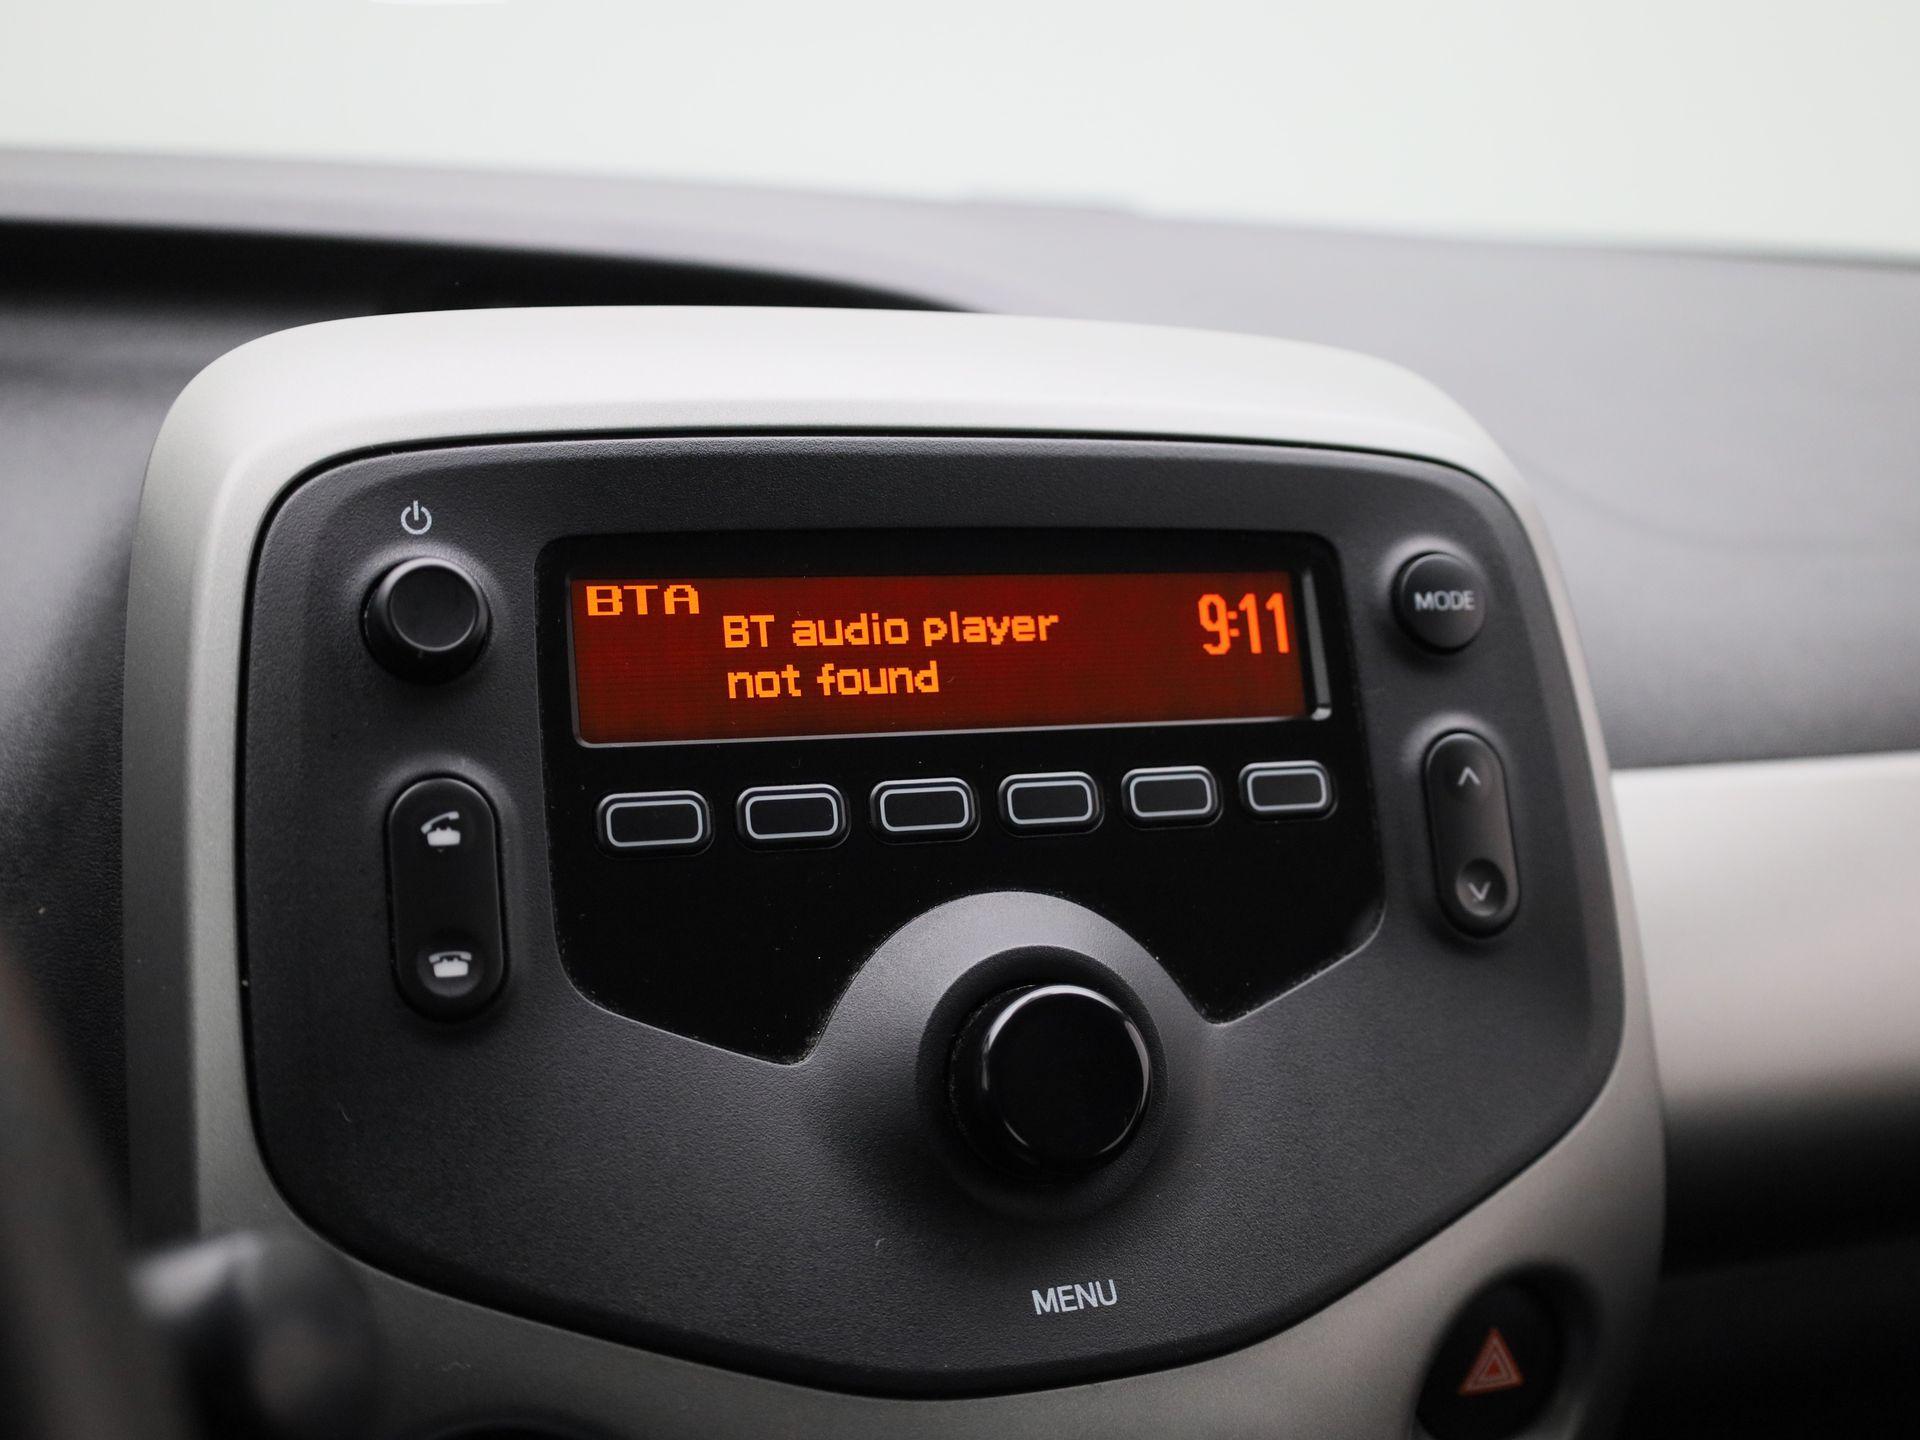 BTA
BT audio player
not found
9:11
MODE
MENU